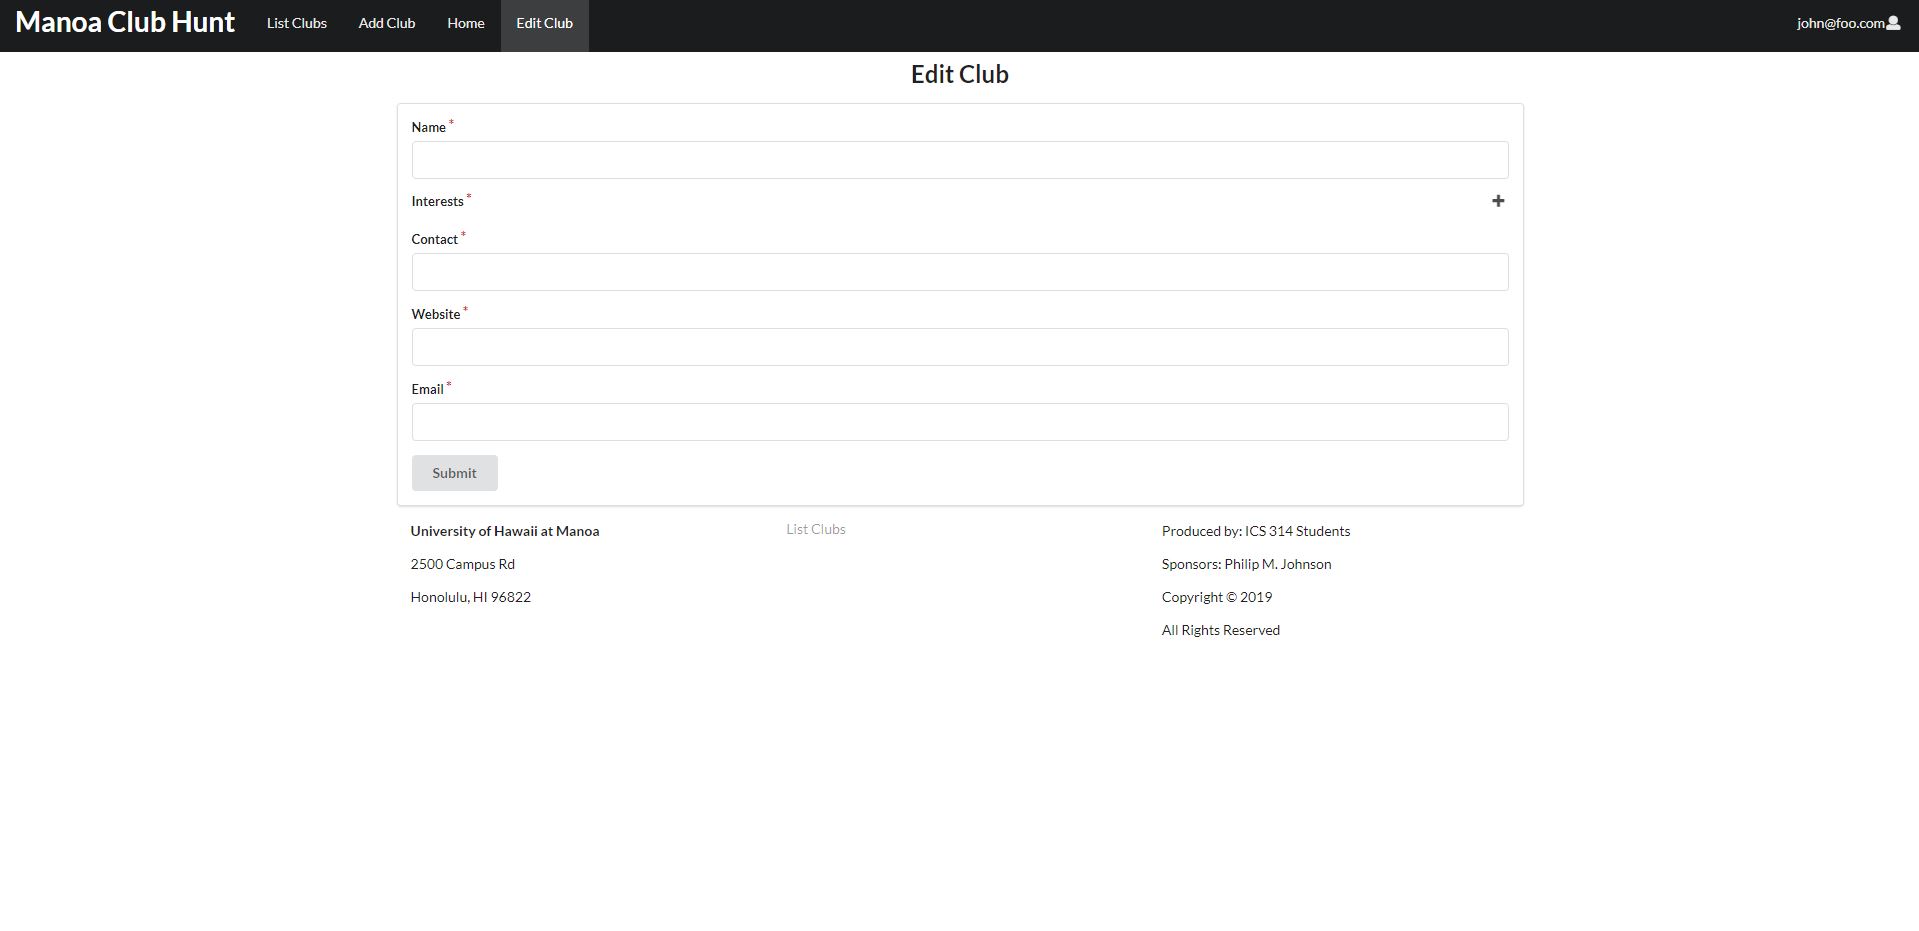 Manoa Club Hunt List Clubs Add Club Home Edit Club john@foo.com
Edit Club
Name *
Interests *
Contact *
Website *
Email *
Submit
University of Hawaii at Manoa
2500 Campus Rd
Honolulu, HI 96822
List Clubs
Produced by: ICS 314 Students
Sponsors: Philip M. Johnson
Copyright © 2019
All Rights Reserved